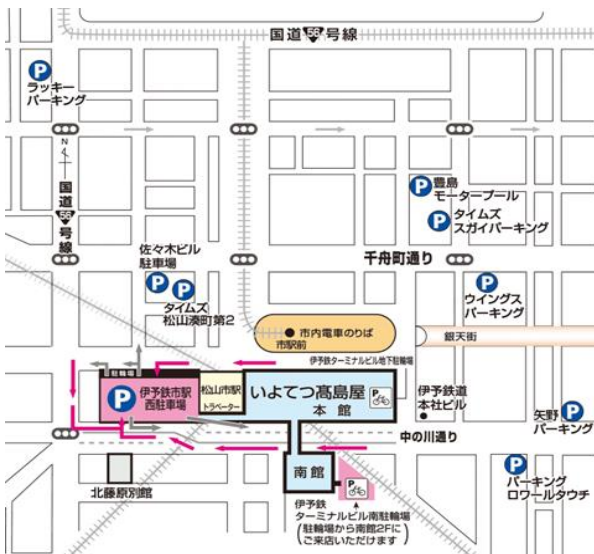 国道56号線
P
ラッキー
パーキング
N
国道56号線
P
豊島
モータープール
P
タイムズ
スガイパーキング
佐々木ビル
駐車場
P
P
タイムズ
松山湊町第2
千舟町通り
P
ウイングス
パーキング
市内電車のりば
市駅前
銀天街
伊予鉄ターミナルビル地下駐輪場
駐輪場
P
伊予鉄市駅
西駐車場
松山市駅
トラベーター
いよてつ髙島屋
本館
P
伊予鉄道
本社ビル
矢野
パーキング
P
中の川通り
北藤原別館
南館
P
P
パーキング
ロワールタウチ
伊予鉄
ターミナルビル南駐輪場
(駐輪場から南館2Fに
ご来店いただけます)